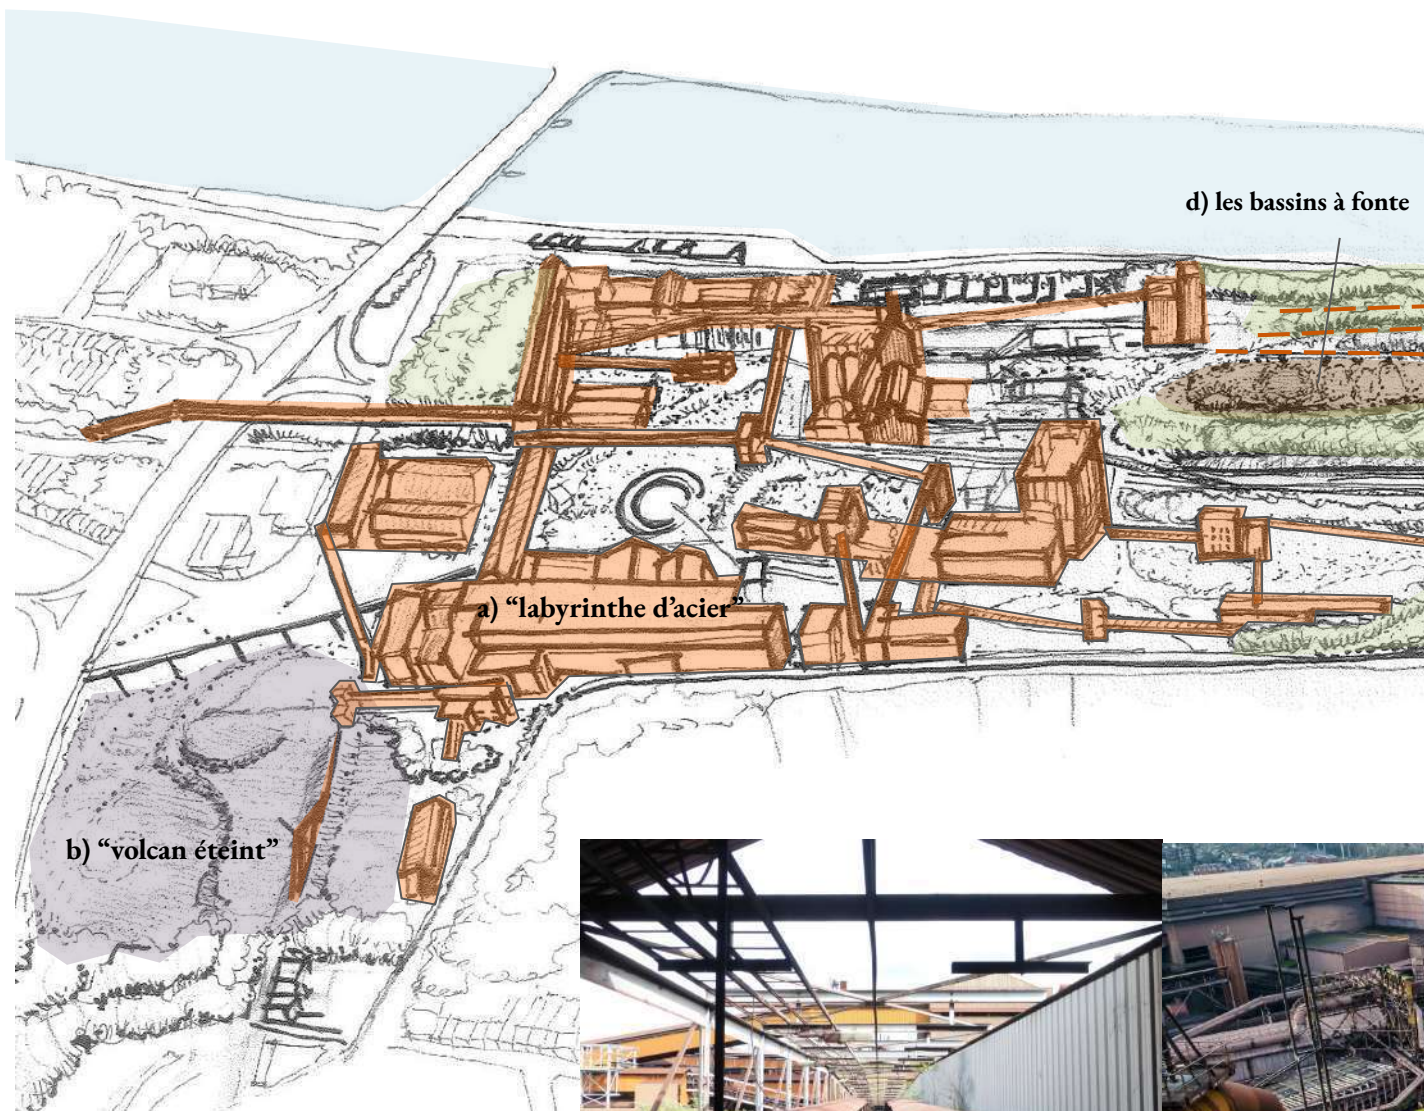 d) les bassins à fonte
a) “labyrinthe d’acier”
b) “volcan éteint”